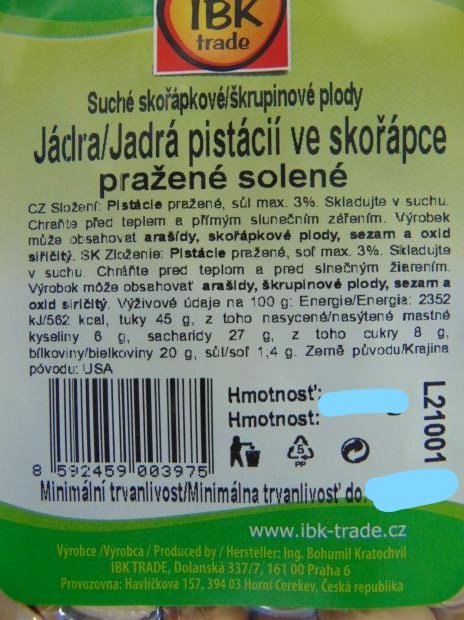 IBK
trade
Suché skořápkové/škrupinové plody
Jádra/Jadrá pistácií ve skořápce
pražené solené
CZ Složení: Pistácie pražené, sůl max. 3%. Skladujte v suchu.
Chraňte před teplem a přímým slunečním zářením. Výrobek
může obsahovat arašídy, skořápkové plody, sezam a oxid
siřičitý. SK Zloženie: Pistácie pražené, soľ max. 3%. Skladujte
v suchu. Chráňte pred teplom a pred slnečným žiarením.
Výrobok môže obsahovať arašidy, škrupinové plody, sezam a
oxid siričitý. Výživové údaje na 100 g: Energie/Energia: 2352
kJ/562 kcal, tuky 45 g, z toho nasycené/nasýtené mastné
kyseliny 6 g, sacharidy 27 g, z toho cukry 8 g,
bílkoviny/bielkoviny 20 g, sůl/soľ 1,4 g. Země původu/Krajina
pôvodu: USA
Hmotnosť:
Hmotnost:
L21001
PP
8 592459 003975
Minimální trvanlivost/Minimálna trvanlivosť do:
www.ibk-trade.cz
Výrobce /Výrobca / Produced by / Hersteller: Ing. Bohumil Kratochvíl
IBK TRADE, Dolanská 337/7, 161 00 Praha 6
Provozovna: Havlíčkova 157, 394 03 Horní Cerekev, Česká republika